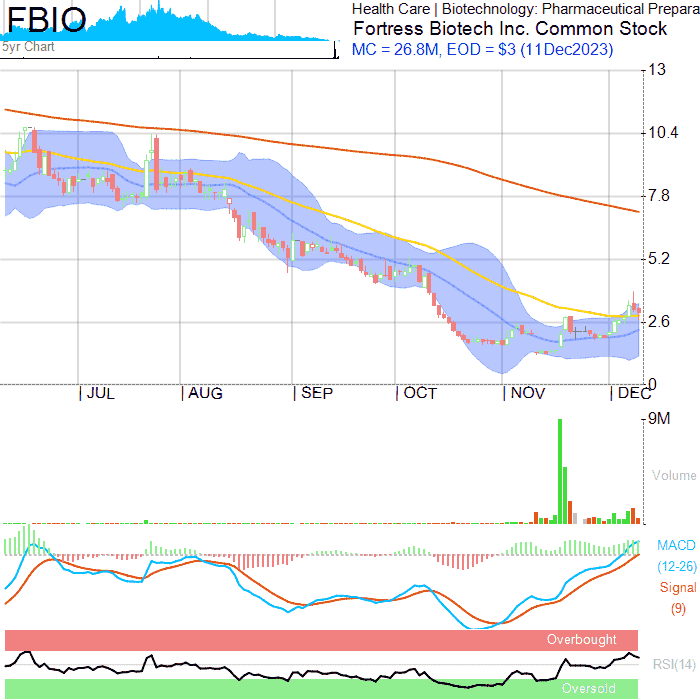 FBIO
Health Care | Biotechnology: Pharmaceutical Prepara
Fortress Biotech Inc. Common Stock
5yr Chart
MC = 26.8M, EOD = $3 (11Dec2023)
13
10.4
7.8
5.2
2.6
0
JUL AUG SEP OCT NOV DEC
9M
Volume
MACD
(12-26)
Signal
(9)
Overbought
RSI(14)
Oversold